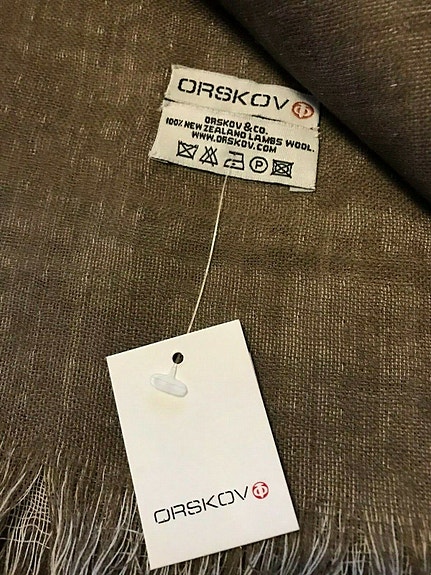 ORSKOV
ORSKOV & CO.
100% NEW ZEALAND LAMBS WOOL.
WWW.ORSKOV.COM
P
ORSKOV